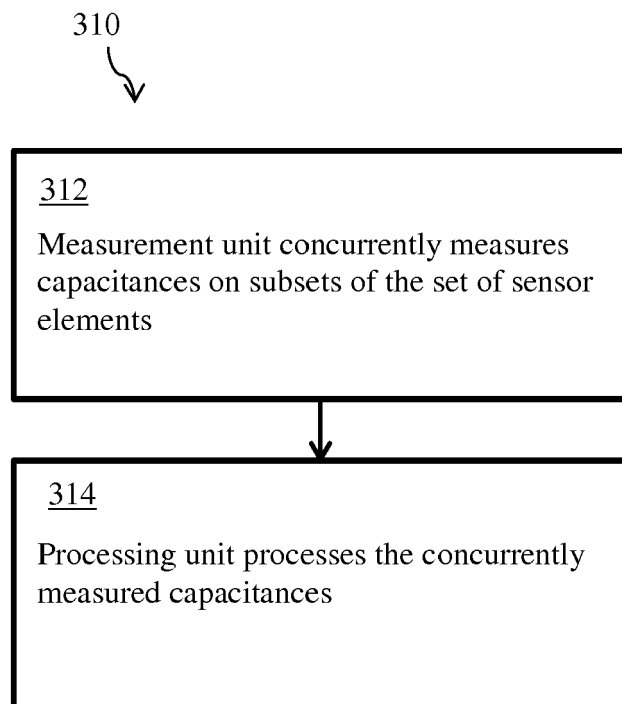 310
312
Measurement unit concurrently measures
capacitances on subsets of the set of sensor
elements
314
Processing unit processes the concurrently
measured capacitances